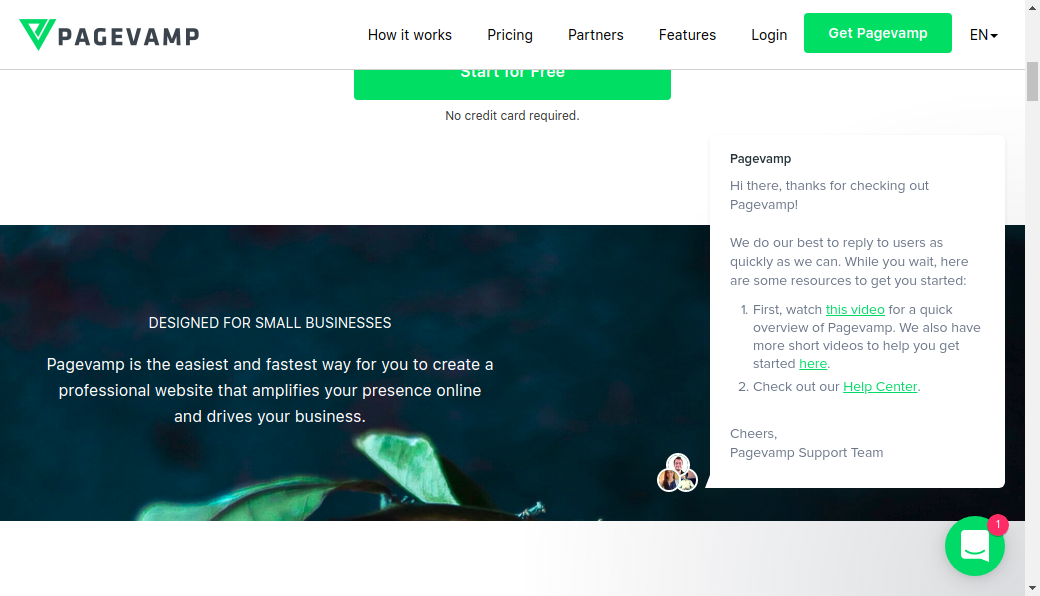 PAGEVAMP
How it works
Pricing
Partners
Features
Login
Get Pagevamp
EN
Start for Free
No credit card required.
DESIGNED FOR SMALL BUSINESSES
Pagevamp is the easiest and fastest way for you to create a
professional website that amplifies your presence online
and drives your business.
Pagevamp
Hi there, thanks for checking out
Pagevamp!
We do our best to reply to users as
quickly as we can. While you wait, here
are some resources to get you started:
1. First, watch this video for a quick
overview of Pagevamp. We also have
more short videos to help you get
started here.
2. Check out our Help Center.
Cheers,
Pagevamp Support Team
1